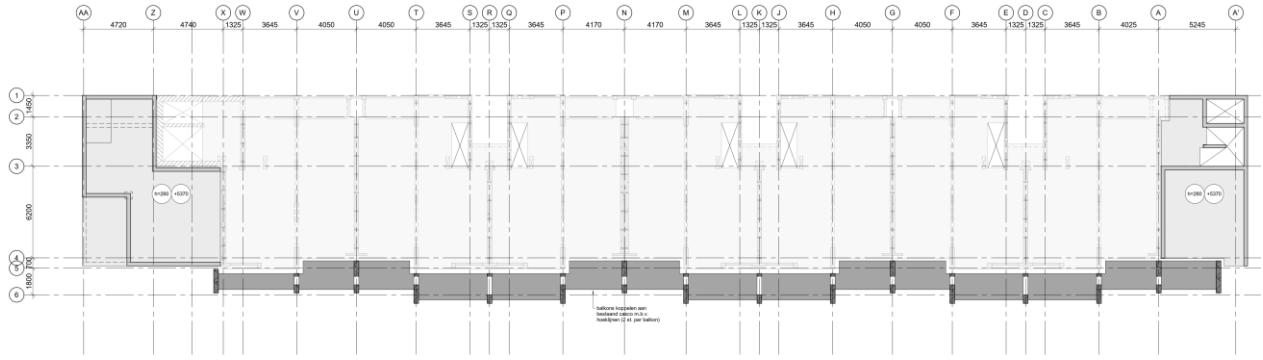 AA Z X W V U T S R Q P N M L K J H G F E D C B A A'
4720 4740 1325 3645 4050 4050 3645 1325 1325 3645 4170 4170 3645 1325 1325 3645 4050 4050 3645 1325 1325 3645 4025 5245
1
1450
2
3350
3
h=260 +5370
h=260 +5370
6200
4
700
5
1800
6
balkons koppelen aan
bestaand casco m.b.v.
hoeklijnen (2 st. per balkon)